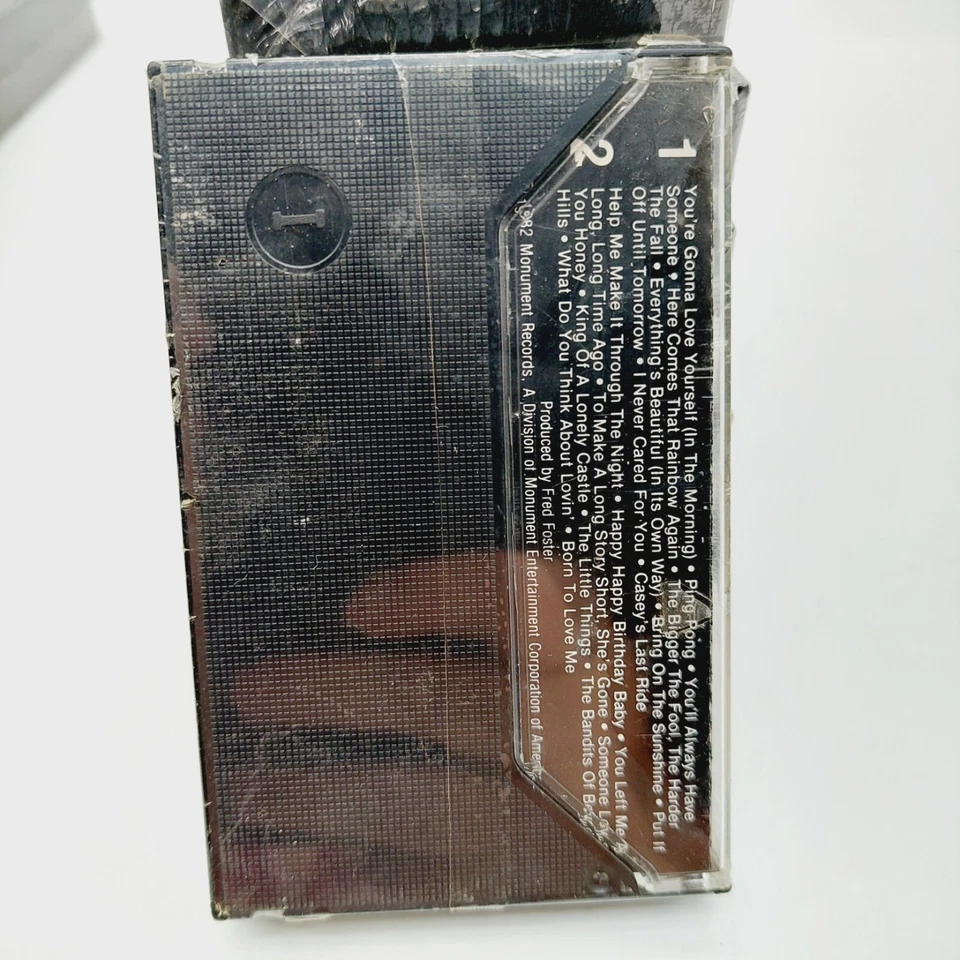 1
You're Gonna Love Yourself (In The Morning) • Ping Pong • You'll Always Have
Someone • Here Comes That Rainbow Again • The Bigger The Fool, The Harder
The Fall • Everything's Beautiful (In Its Own Way) • Bring On The Sunshine • Put If
Off Until Tomorrow • I Never Cared For You • Casey's Last Ride
2
Help Me Make It Through The Night • Happy Happy Birthday Baby • You Left Me A
Long, Long Time Ago • To Make A Long Story Short, She's Gone • Someone
You Honey • King Of A Lonely Castle • The Little Things • The Bandits Of
Hills • What Do You Think About Lovin' • Born To Love Me
Produced by Fred Foster
1982 Monument Records, A Division of Monument Entertainment Corporation of
I